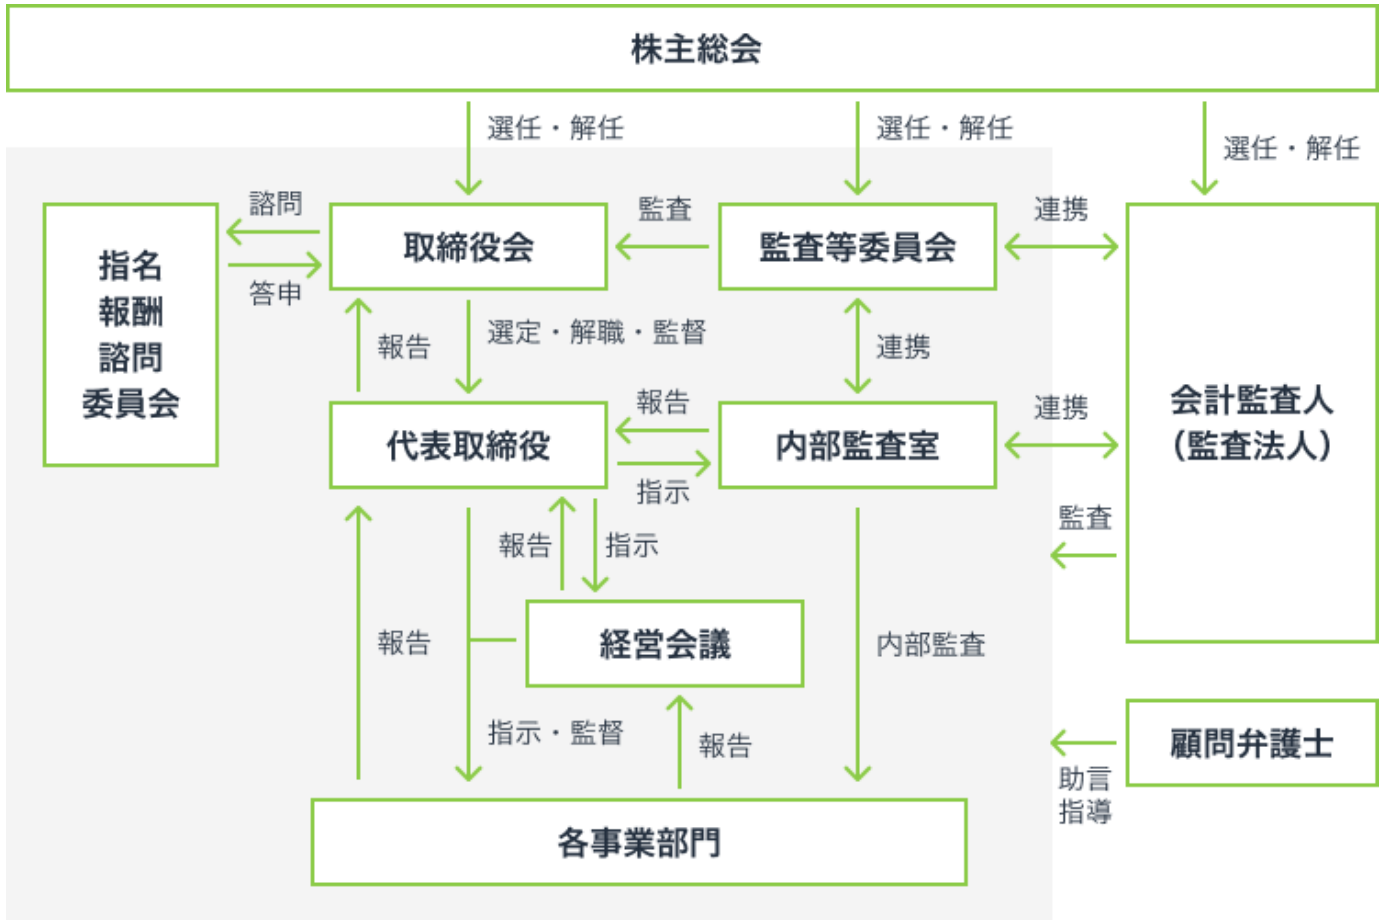 株主総会
選任・解任
選任・解任
選任・解任
諮問
監査
連携
取締役会
監査等委員会
指名
報酬
諮問
委員会
答申
報告
選定・解職・監督
連携
報告
連携
代表取締役
内部監査室
会計監査人
（監査法人）
指示
監査
報告
指示
報告
経営会議
内部監査
指示・監督
報告
顧問弁護士
助言
指導
各事業部門